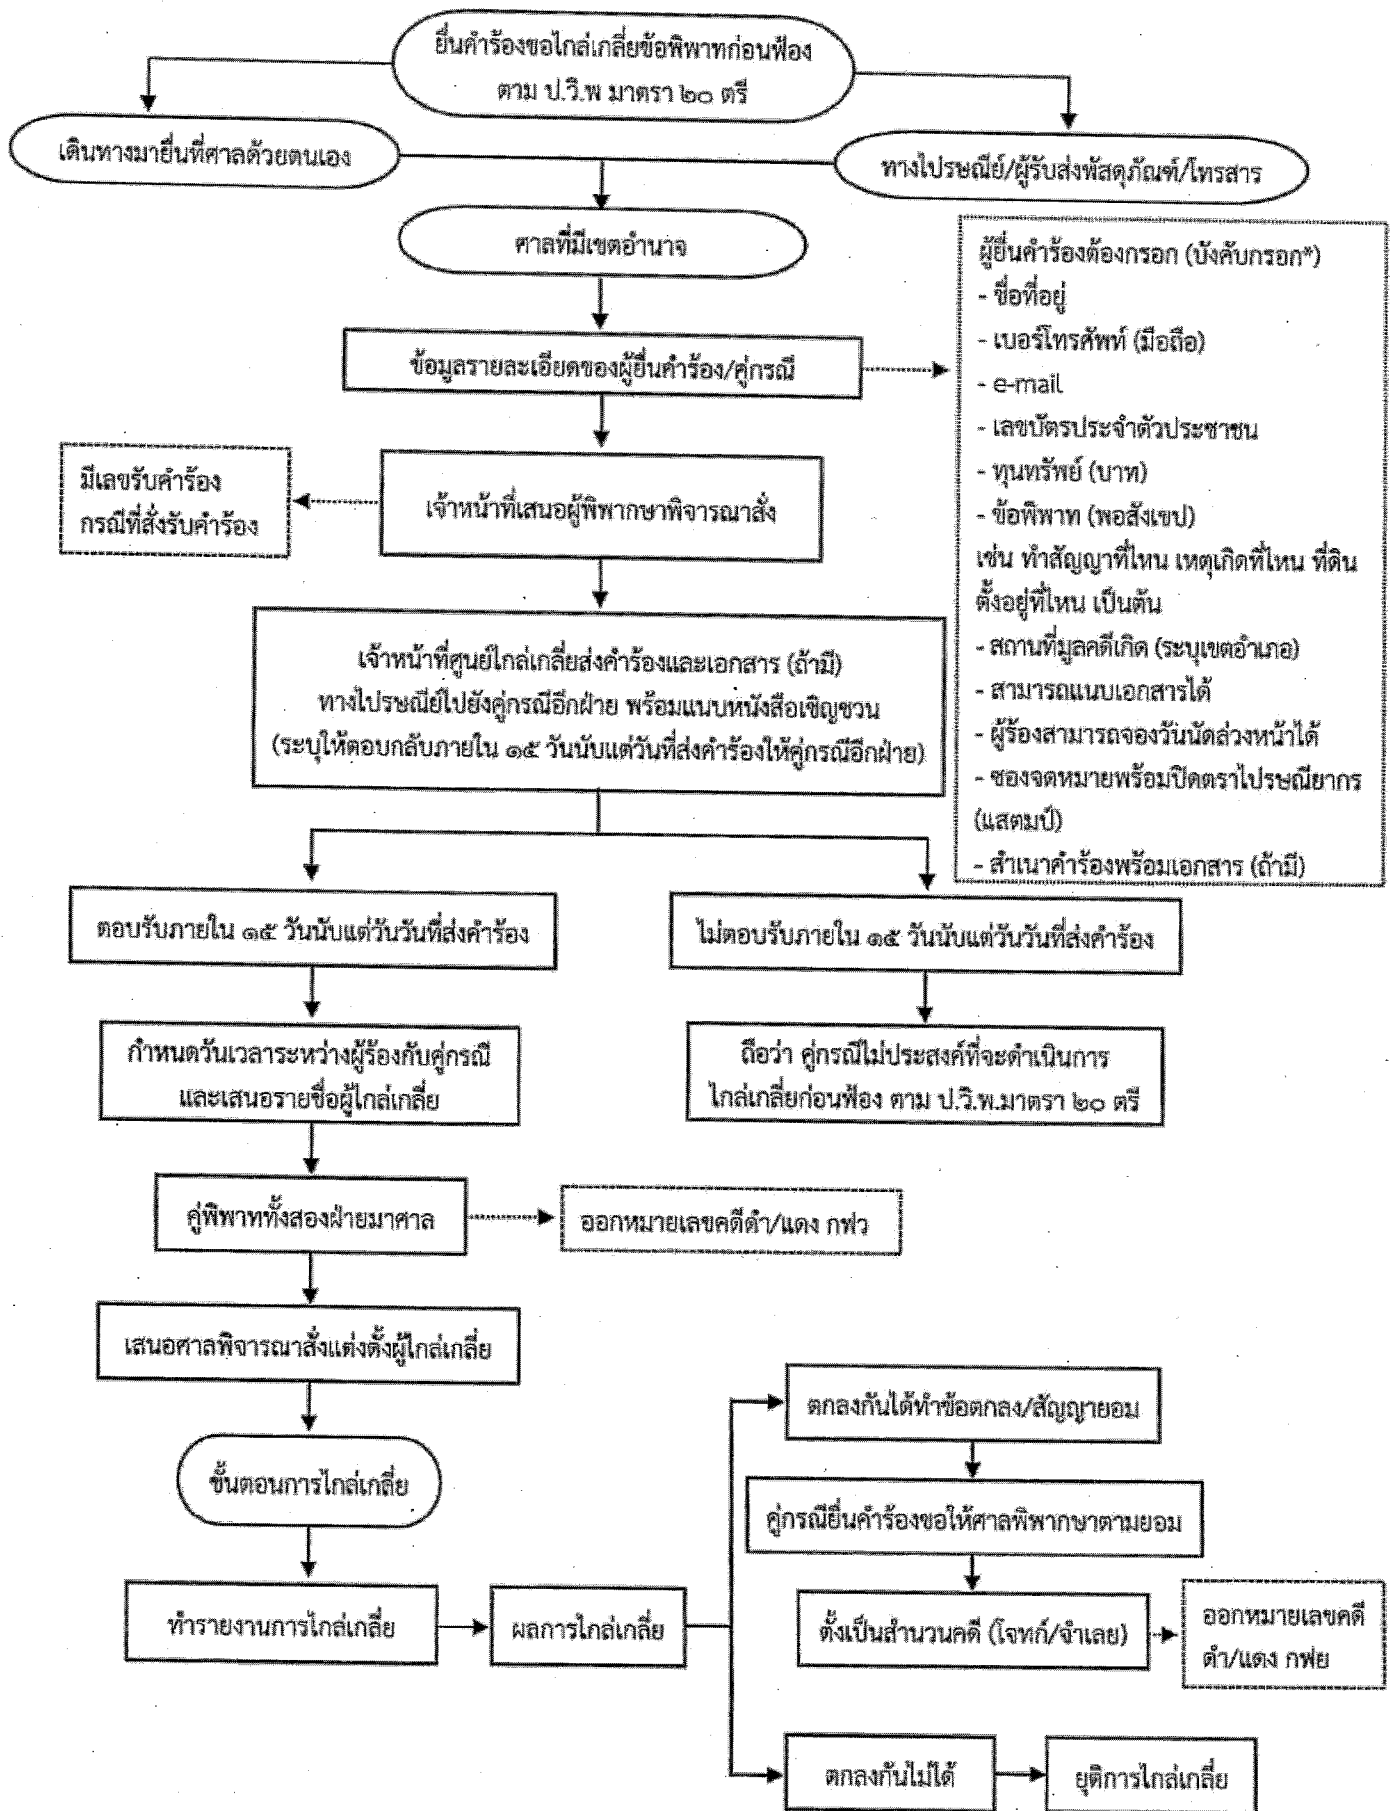 ยื่นคำร้องขอไกล่เกลี่ยข้อพิพาทก่อนฟ้อง
ตาม ป.วิ.พ มาตรา ๒๐ ตรี
เดินทางมายื่นที่ศาลด้วยตนเอง
ทางไปรษณีย์/ผู้รับส่งพัสดุภัณฑ์/โทรสาร
ศาลที่มีเขตอำนาจ
ข้อมูลรายละเอียดของผู้ยื่นคำร้อง/คู่กรณี
ผู้ยื่นคำร้องต้องกรอก (บังคับกรอก*)
- ชื่อที่อยู่
- เบอร์โทรศัพท์ (มือถือ)
- e-mail
- เลขบัตรประจำตัวประชาชน
- ทุนทรัพย์ (บาท)
- ข้อพิพาท (พอสังเขป)
เช่น ทำสัญญาที่ไหน เหตุเกิดที่ไหน ที่ดิน
ตั้งอยู่ที่ไหน เป็นต้น
- สถานที่มูลคดีเกิด (ระบุเขตอำเภอ)
- สามารถแนบเอกสารได้
- ผู้ร้องสามารถจองวันนัดล่วงหน้าได้
- ซองจดหมายพร้อมปิดตราไปรษณียากร
(แสตมป์)
- สำเนาคำร้องพร้อมเอกสาร (ถ้ามี)
มีเลขรับคำร้อง
กรณีที่สั่งรับคำร้อง
เจ้าหน้าที่เสนอผู้พิพากษาพิจารณาสั่ง
เจ้าหน้าที่ศูนย์ไกล่เกลี่ยส่งคำร้องและเอกสาร (ถ้ามี)
ทางไปรษณีย์ไปยังคู่กรณีอีกฝ่าย พร้อมแนบหนังสือเชิญชวน
(ระบุให้ตอบกลับภายใน ๑๕ วันนับแต่วันที่ส่งคำร้องให้คู่กรณีอีกฝ่าย)
ตอบรับภายใน ๑๕ วันนับแต่วันวันที่ส่งคำร้อง
ไม่ตอบรับภายใน ๑๕ วันนับแต่วันวันที่ส่งคำร้อง
กำหนดวันเวลาระหว่างผู้ร้องกับคู่กรณี
และเสนอรายชื่อผู้ไกล่เกลี่ย
ถือว่า คู่กรณีไม่ประสงค์ที่จะดำเนินการ
ไกล่เกลี่ยก่อนฟ้อง ตาม ป.วิ.พ.มาตรา ๒๐ ตรี
คู่พิพาททั้งสองฝ่ายมาศาล
ออกหมายเลขคดีดำ/แดง กฟว
เสนอศาลพิจารณาสั่งแต่งตั้งผู้ไกล่เกลี่ย
ขั้นตอนการไกล่เกลี่ย
ทำรายงานการไกล่เกลี่ย
ผลการไกล่เกลี่ย
ตกลงกันได้ทำข้อตกลง/สัญญายอม
คู่กรณียื่นคำร้องขอให้ศาลพิพากษาตามยอม
ตั้งเป็นสำนวนคดี (โจทก์/จำเลย)
ออกหมายเลขคดี
ดำ/แดง กฟย
ตกลงกันไม่ได้
ยุติการไกล่เกลี่ย